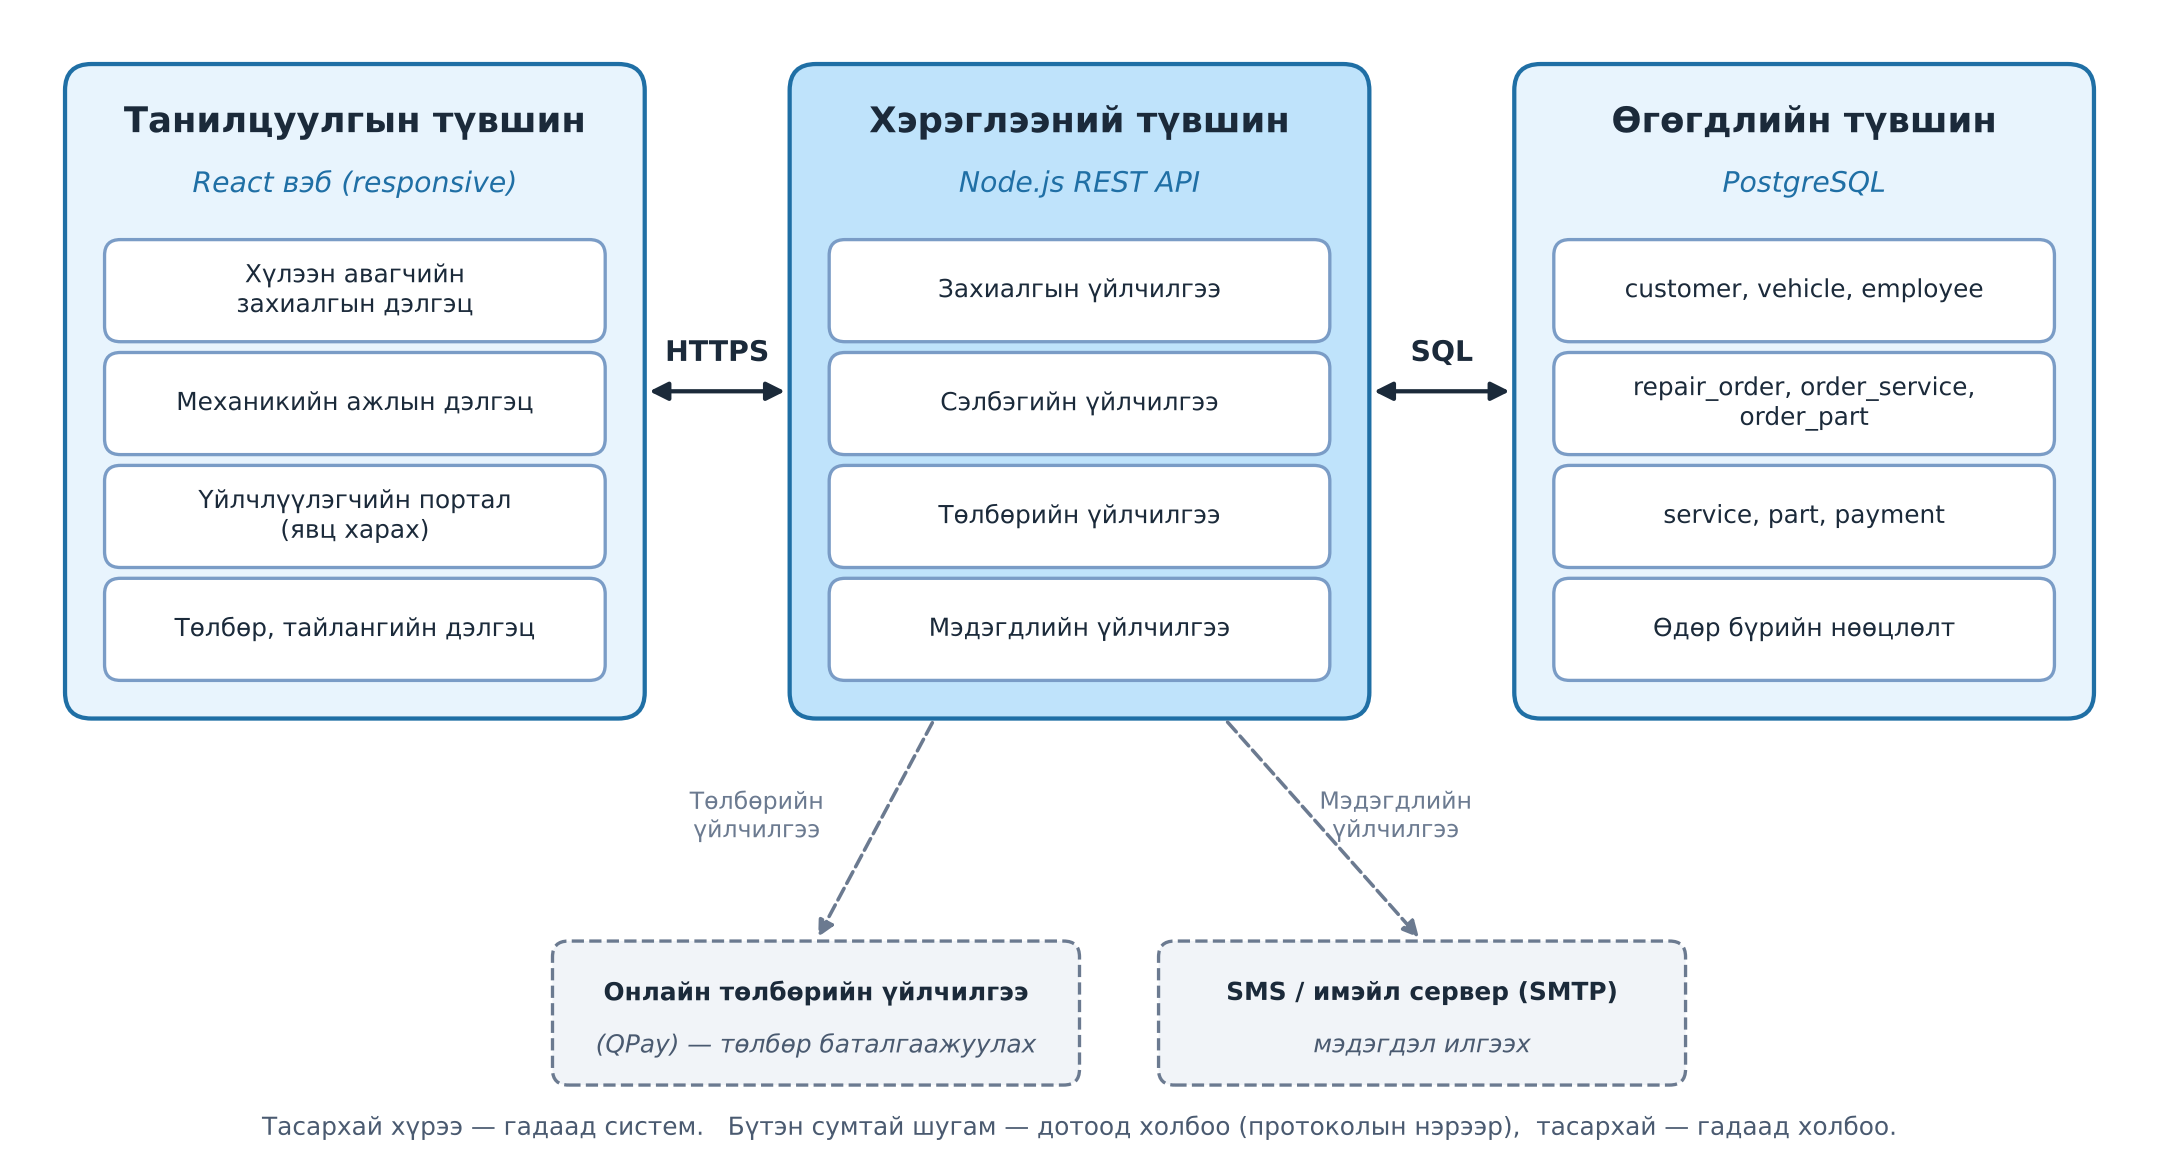 Танилцуулгын түвшин
React вэб (responsive)
Хүлээн авагчийн
захиалгын дэлгэц
Механикийн ажлын дэлгэц
Үйлчлүүлэгчийн портал
(явц харах)
Төлбөр, тайлангийн дэлгэц
HTTPS
Хэрэглээний түвшин
Node.js REST API
Захиалгын үйлчилгээ
Сэлбэгийн үйлчилгээ
Төлбөрийн үйлчилгээ
Мэдэгдлийн үйлчилгээ
SQL
Өгөгдлийн түвшин
PostgreSQL
customer, vehicle, employee
repair_order, order_service,
order_part
service, part, payment
Өдөр бүрийн нөөцлөлт
Төлбөрийн
үйлчилгээ
Мэдэгдлийн
үйлчилгээ
Онлайн төлбөрийн үйлчилгээ
(QPay) — төлбөр баталгаажуулах
SMS / имэйл сервер (SMTP)
мэдэгдэл илгээх
Тасархай хүрээ — гадаад систем. Бүтэн сумтай шугам — дотоод холбоо (протоколын нэрээр), тасархай — гадаад холбоо.